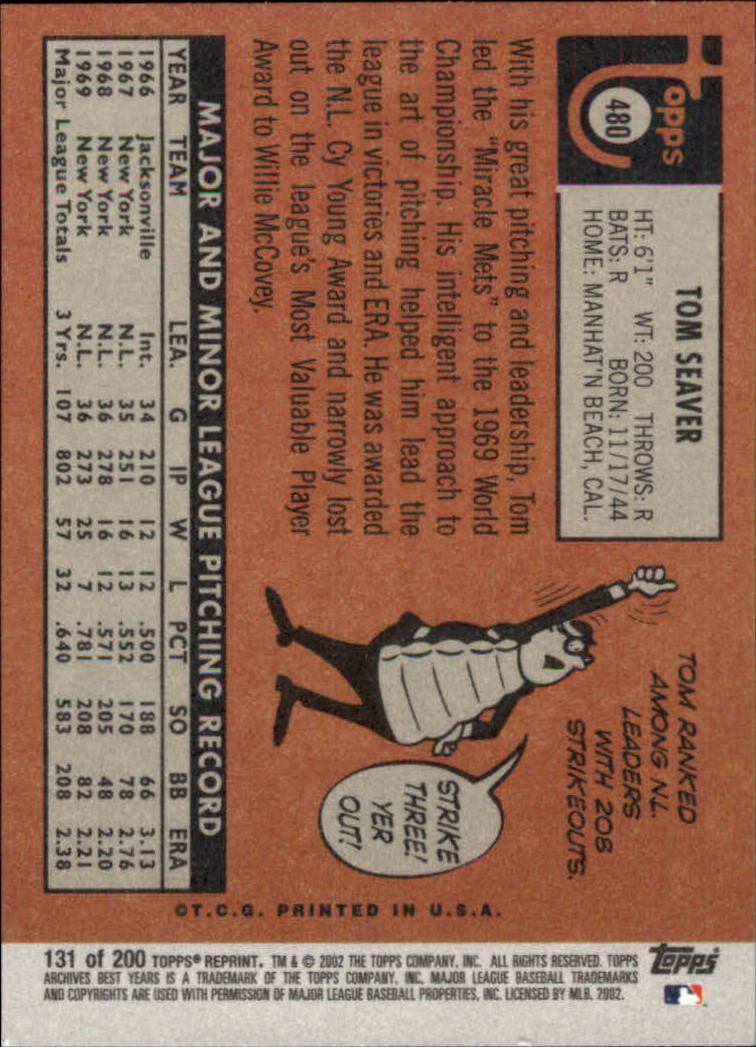 topps
480
TOM SEAVER
HT: 6'1" WT: 200 THROWS: R
BATS: R BORN: 11/17/44
HOME: MANHAT'N BEACH, CAL.
With his great pitching and leadership, Tom
led the "Miracle Mets" to the 1969 World
Championship. His intelligent approach to
the art of pitching helped him lead the
league in victories and ERA. He was awarded
the N.L. Cy Young Award and narrowly lost
out on the league's Most Valuable Player
Award to Willie McCovey.
TOM RANKED
AMONG N.L.
LEADERS
WITH 208
STRIKEOUTS.
STRIKE
THREE!
YER
OUT!
MAJOR AND MINOR LEAGUE PITCHING RECORD
YEAR TEAM LEA. G IP W L PCT SO BB ERA
1966 Jacksonville Int. 34 210 12 12 .500 188 66 3.13
1967 New York N.L. 35 251 16 13 .552 170 78 2.76
1968 New York N.L. 36 278 16 12 .571 205 48 2.20
1969 New York N.L. 36 273 25 7 .781 208 82 2.21
Major League Totals 3 Yrs. 107 802 57 32 .640 583 208 2.38
©T.C.G. PRINTED IN U.S.A.
131 of 200 TOPPS® REPRINT. TM & © 2002 THE TOPPS COMPANY, INC. ALL RIGHTS RESERVED. TOPPS
ARCHIVES BEST YEARS IS A TRADEMARK OF THE TOPPS COMPANY, INC. MAJOR LEAGUE BASEBALL TRADEMARKS
AND COPYRIGHTS ARE USED WITH PERMISSION OF MAJOR LEAGUE BASEBALL PROPERTIES, INC. LICENSED BY MLB, 2002.
topps